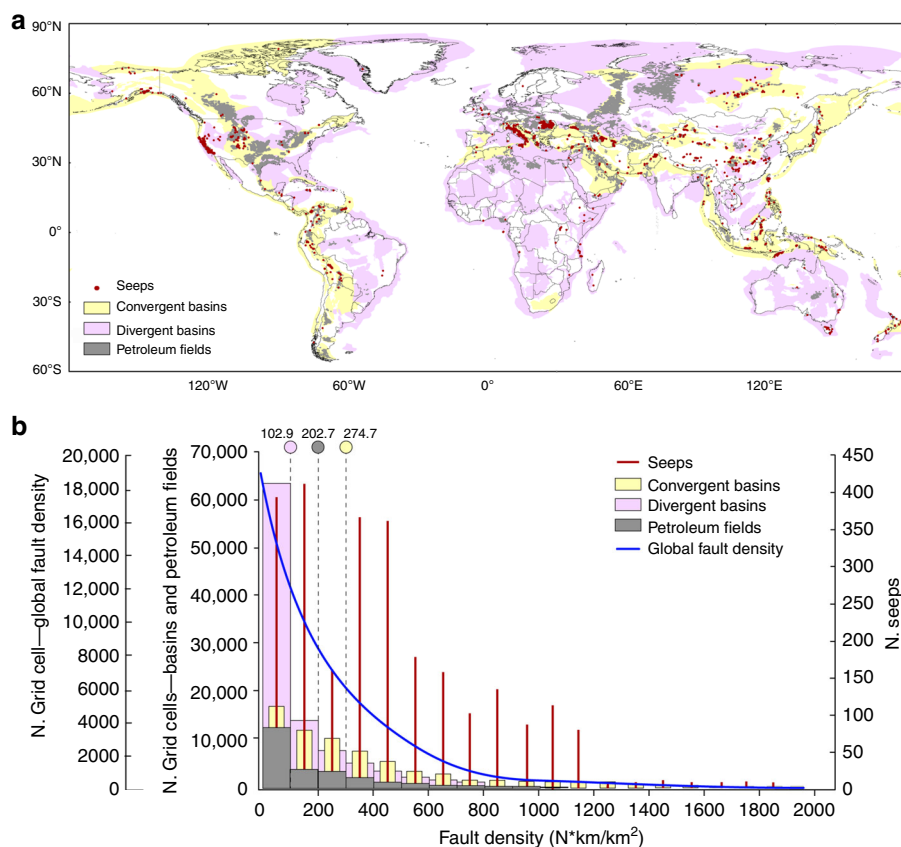 a
90°N
60°N
30°N
0°
30°S
60°S
120°W
60°W
0°
60°E
120°E
Seeps
Convergent basins
Divergent basins
Petroleum fields
b
102.9 202.7 274.7
N. Grid cell—global fault density
20,000
18,000
16,000
14,000
12,000
10,000
8000
6000
4000
2000
0
N. Grid cells—basins and petroleum fields
70,000
60,000
50,000
40,000
30,000
20,000
10,000
0
Seeps
Convergent basins
Divergent basins
Petroleum fields
Global fault density
450
400
350
300
250
200
150
100
50
0
N. seeps
0 200 400 600 800 1000 1200 1400 1600 1800 2000
Fault density (N*km/km²)